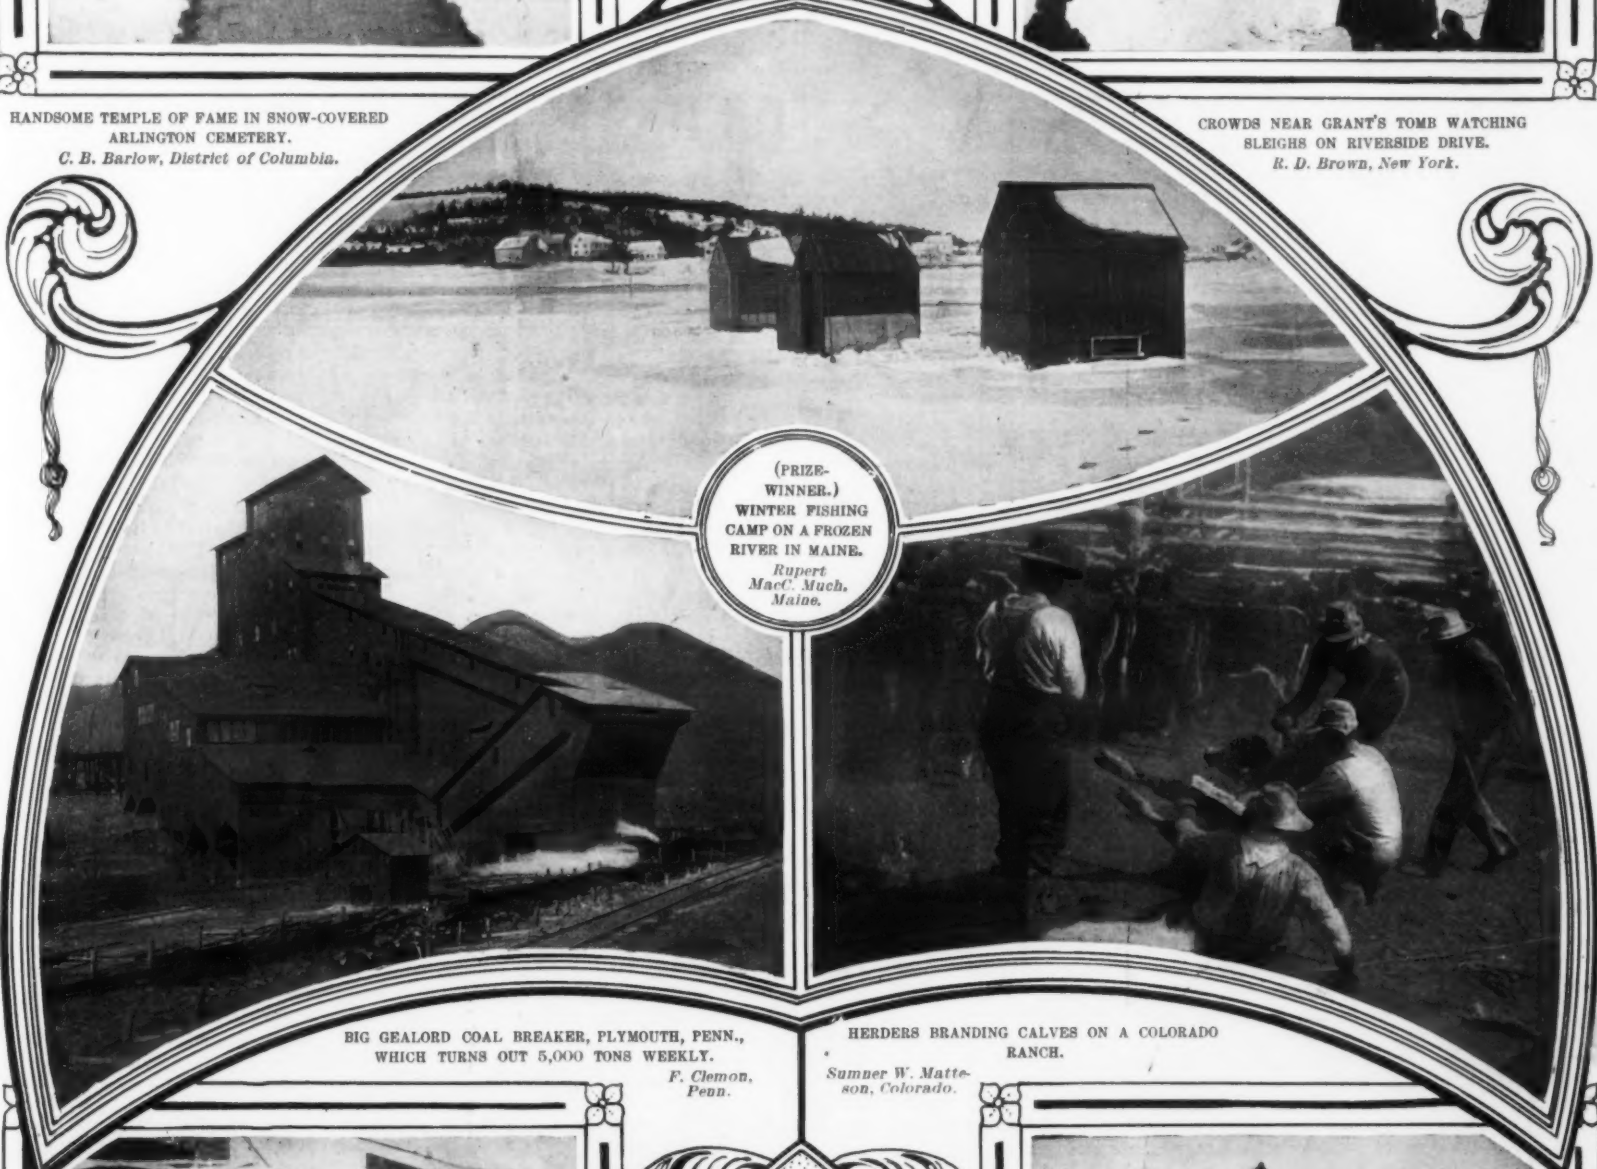 HANDSOME TEMPLE OF FAME IN SNOW-COVERED
ARLINGTON CEMETERY.
C. B. Barlow, District of Columbia.
CROWDS NEAR GRANT'S TOMB WATCHING
SLEIGHS ON RIVERSIDE DRIVE.
R. D. Brown, New York.
(PRIZE-
WINNER.)
WINTER FISHING
CAMP ON A FROZEN
RIVER IN MAINE.
Rupert
MacC. Much,
Maine.
BIG GEALORD COAL BREAKER, PLYMOUTH, PENN.,
WHICH TURNS OUT 5,000 TONS WEEKLY.
F. Clemon,
Penn.
HERDERS BRANDING CALVES ON A COLORADO
RANCH.
Sumner W. Matte-
son, Colorado.